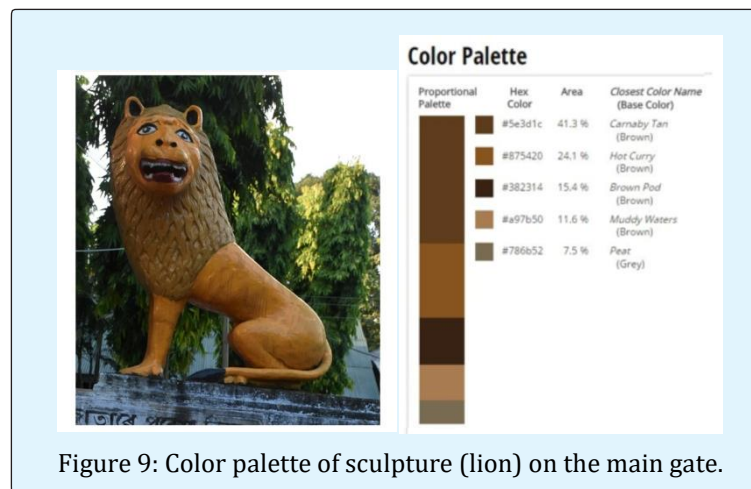 Color Palette
Proportional Palette Hex Color Area Closest Color Name (Base Color)
#5e3d1c 41.3 % Carnaby Tan (Brown)
#875420 24.1 % Hot Curry (Brown)
#382314 15.4 % Brown Pod (Brown)
#a97b50 11.6 % Muddy Waters (Brown)
#786b52 7.5 % Peat (Grey)
Figure 9: Color palette of sculpture (lion) on the main gate.